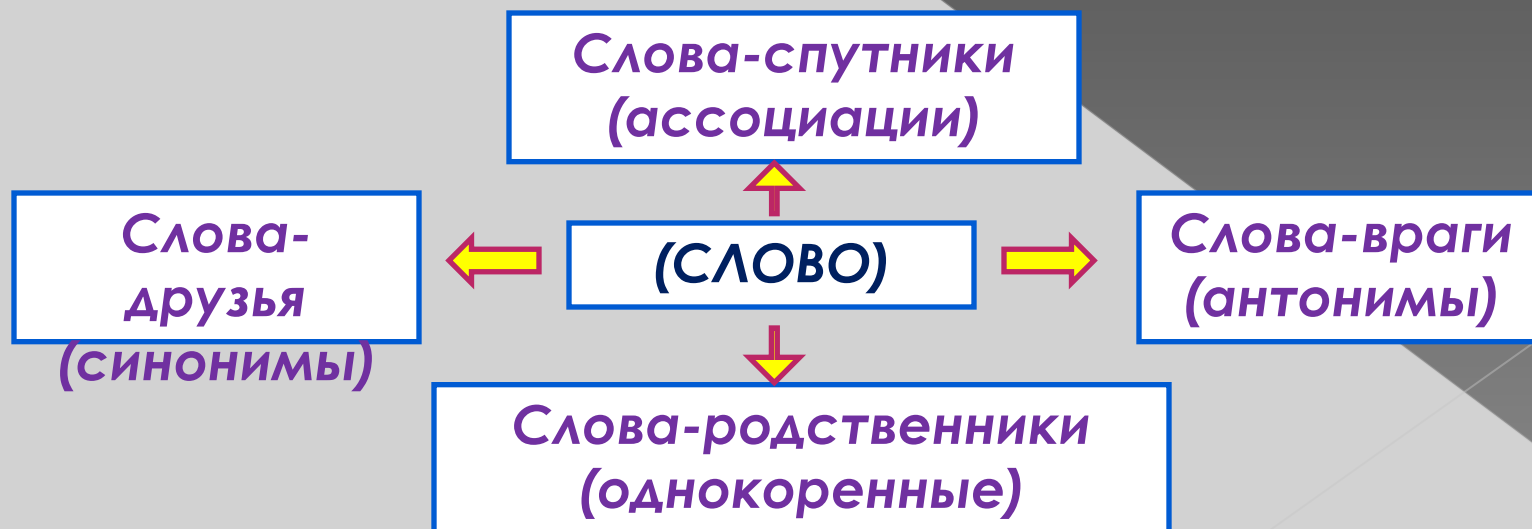 Слова-спутники
(ассоциации)
Слова-
друзья
(синонимы)
(СЛОВО)
Слова-враги
(антонимы)
Слова-родственники
(однокоренные)